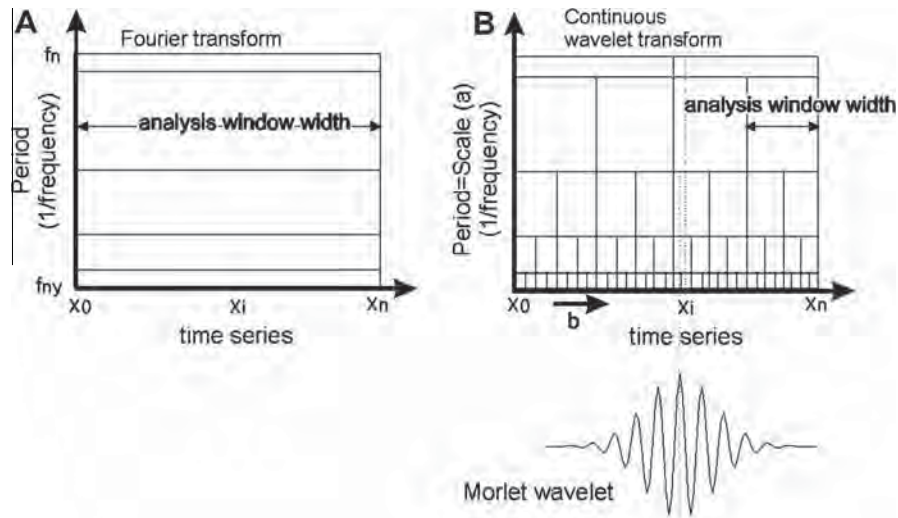 A
Fourier transform
fn
analysis window width
Period
(1/frequency)
fny
X0
Xi
Xn
time series
B
Continuous
wavelet transform
analysis window width
Period=Scale (a)
(1/frequency)
X0
b
Xi
Xn
time series
Morlet wavelet